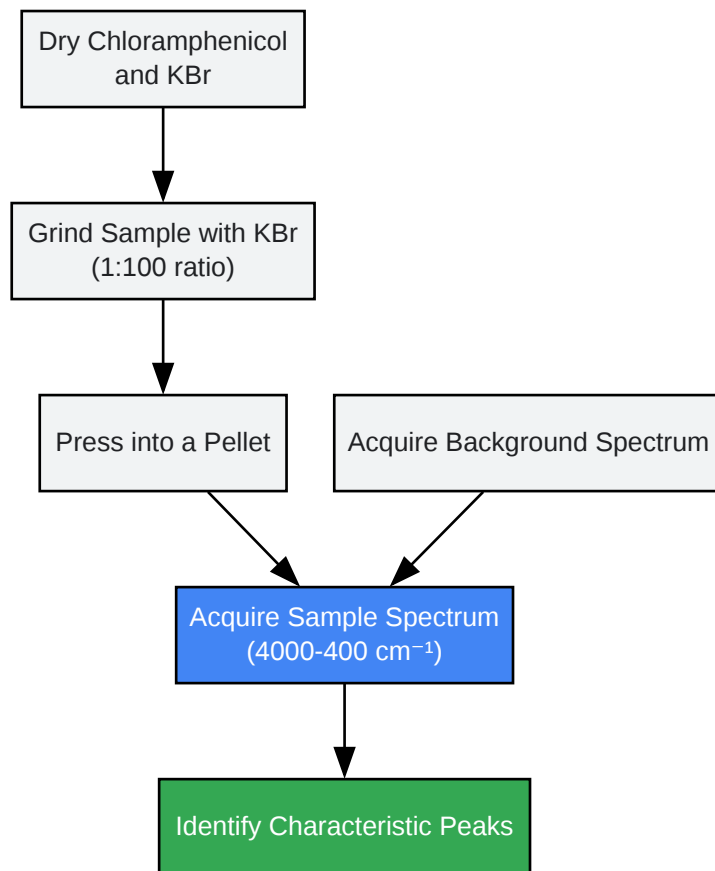 Dry Chloramphenicol
and KBr
Grind Sample with KBr
(1:100 ratio)
Press into a Pellet
Acquire Background Spectrum
Acquire Sample Spectrum
(4000-400 cm⁻¹)
Identify Characteristic Peaks